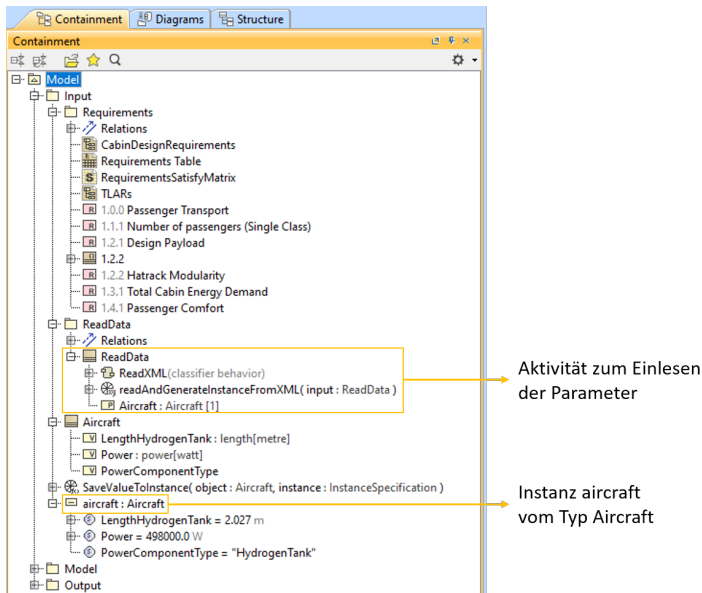 Containment Diagrams Structure
Containment
Model
Input
Requirements
Relations
CabinDesignRequirements
Requirements Table
RequirementsSatisfyMatrix
TLARs
R 1.0.0 Passenger Transport
R 1.1.1 Number of passengers (Single Class)
R 1.2.1 Design Payload
1.2.2
R 1.2.2 Hatrack Modularity
R 1.3.1 Total Cabin Energy Demand
R 1.4.1 Passenger Comfort
ReadData
Relations
ReadData
ReadXML(classifier behavior)
readAndGenerateInstanceFromXML( input : ReadData )
P Aircraft : Aircraft [1]
Aktivität zum Einlesen
der Parameter
Aircraft
V LengthHydrogenTank : length[metre]
V Power : power[watt]
V PowerComponentType
SaveValueToInstance( object : Aircraft, instance : InstanceSpecification )
aircraft : Aircraft
Instanz aircraft
vom Typ Aircraft
S LengthHydrogenTank = 2.027 m
S Power = 498000.0 W
S PowerComponentType = "HydrogenTank"
Model
Output